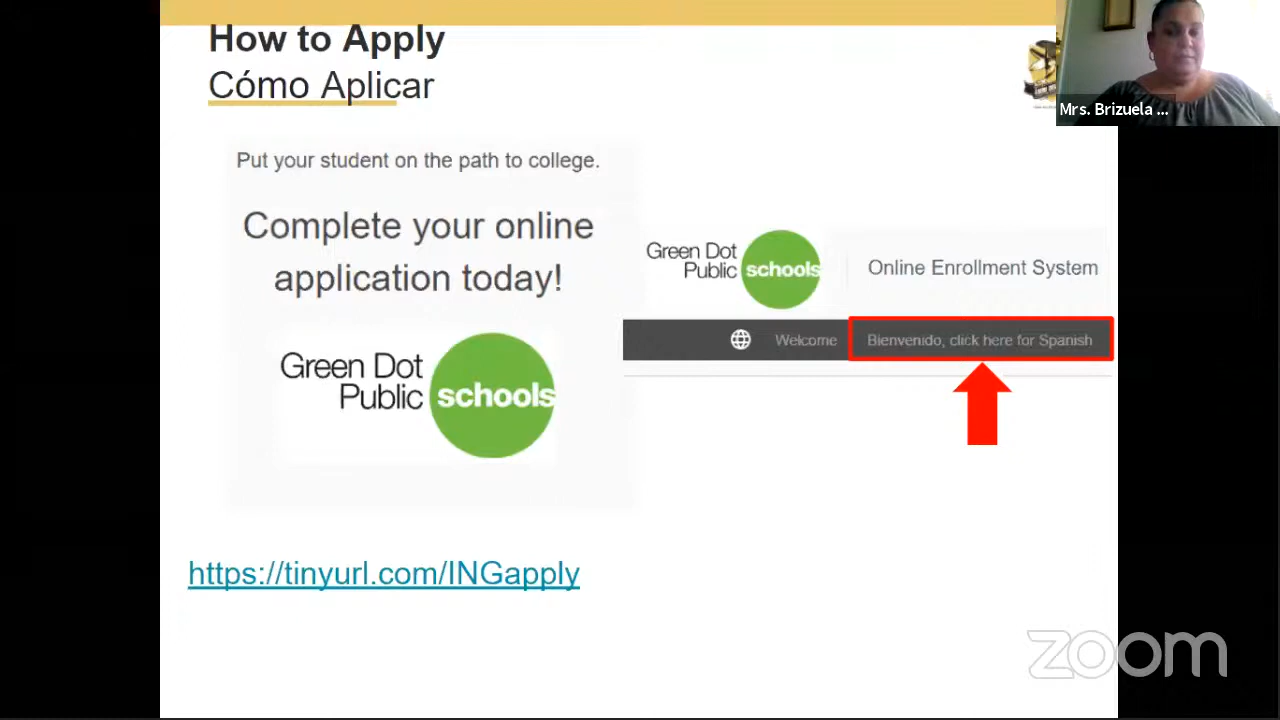 How to Apply
Cómo Aplicar
Mrs. Brizuela ...
Put your student on the path to college.
Complete your online
application today!
Green Dot
Public schools
Green Dot
Public schools
Online Enrollment System
Welcome
Bienvenido, click here for Spanish
https://tinyurl.com/INGapply
zoom